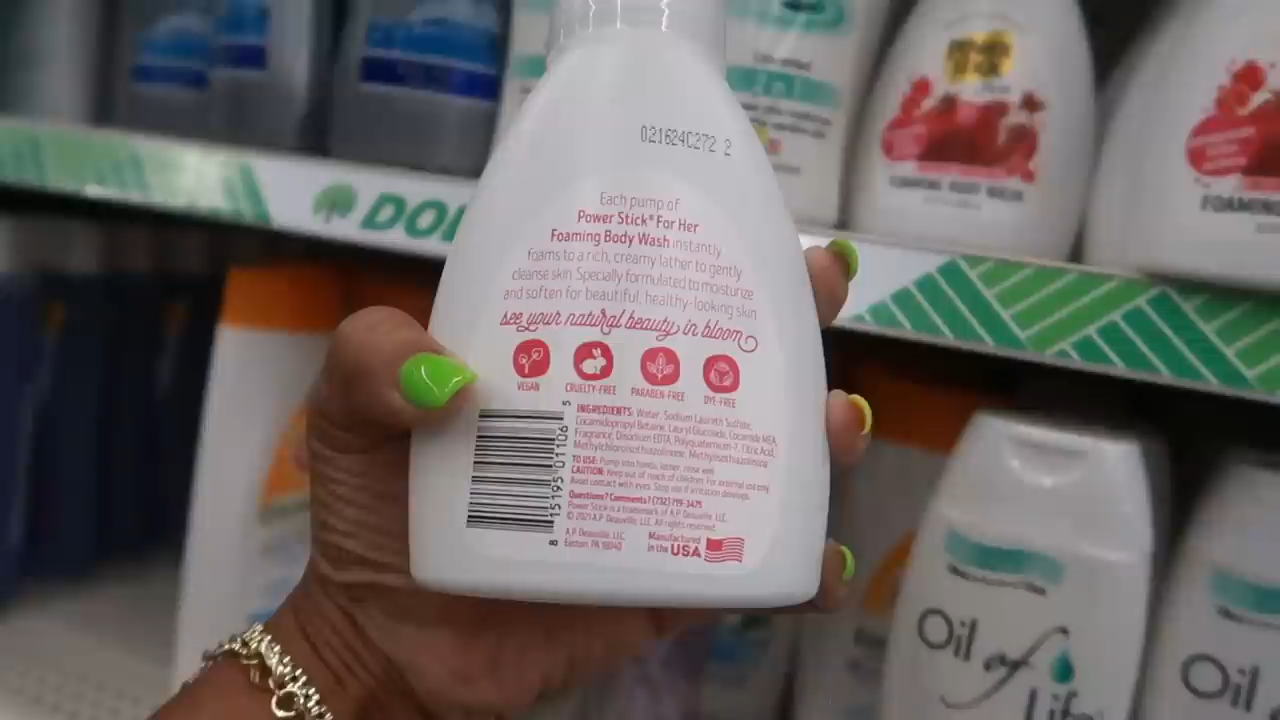 021624C272 2
Each pump of
Power Stick® For Her
Foaming Body Wash instantly
foams to a rich, creamy lather to gently
cleanse skin. Specially formulated to moisturize
and soften for beautiful, healthy-looking skin
see your natural beauty in bloom
VEGAN
CRUELTY-FREE
PARABEN-FREE
DYE-FREE
INGREDIENTS: Water, Sodium Laureth Sulfate,
Cocamidopropyl Betaine, Lauryl Glucoside, Cocamide MEA,
Fragrance, Disodium EDTA, Polyquaternium-7, Citric Acid,
Methylchloroisothiazolinone, Methylisothiazolinone
TO USE: Pump into hands, lather, rinse well.
CAUTION: Keep out of reach of children. For external use only.
Avoid contact with eyes. Stop use if irritation develops.
Questions? Comments? (732) 719-3475
Power Stick is a trademark of A.P. Deauville, LLC.
© 2021 A.P. Deauville, LLC. All rights reserved.
A.P. Deauville, LLC
Easton, PA 18040
Manufactured
in the USA
8 15195 01106 5
DOL
FOAMING BODY WASH
FOAMING
Oil of
Life
Oil